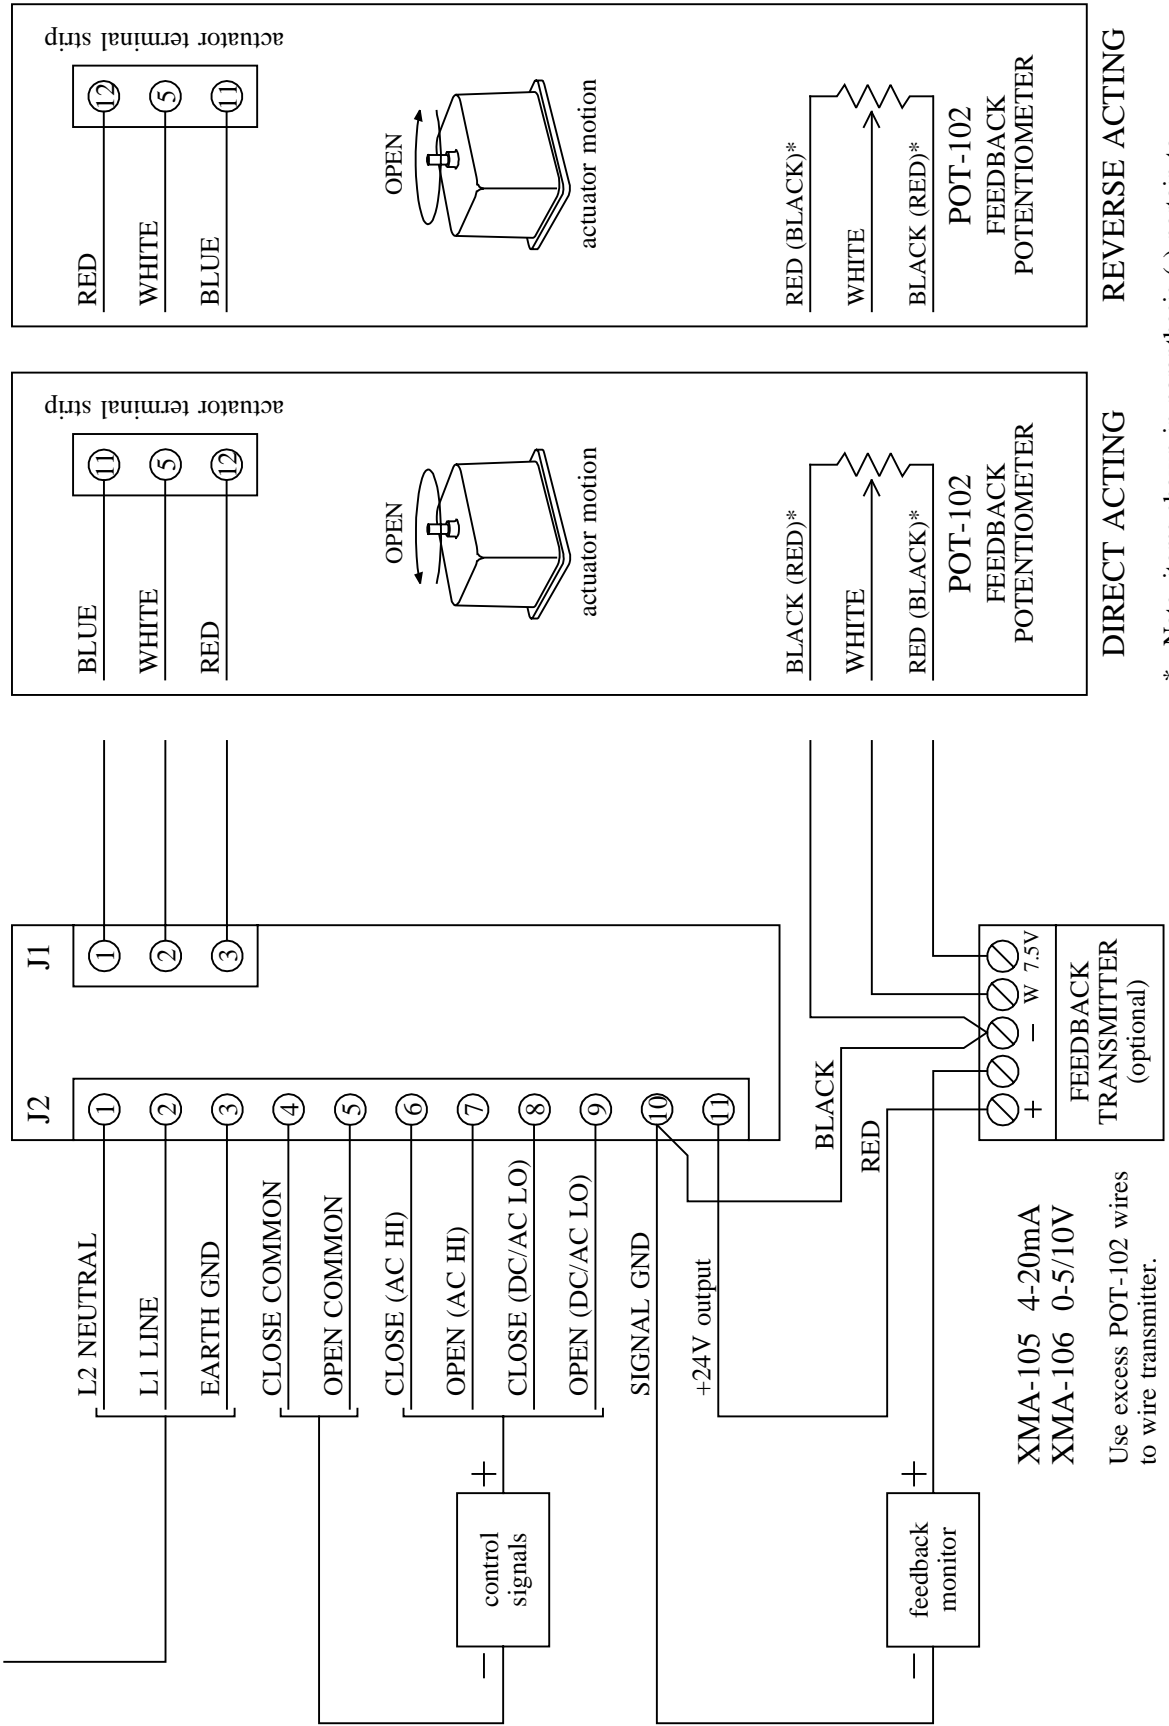 J2
J1
L2 NEUTRAL
L1 LINE
EARTH GND
CLOSE COMMON
OPEN COMMON
CLOSE (AC HI)
OPEN (AC HI)
CLOSE (DC/AC LO)
OPEN (DC/AC LO)
SIGNAL GND
+24V output
1
2
3
4
5
6
7
8
9
10
11
1
2
3
control
signals
−
+
feedback
monitor
−
+
BLACK
RED
+
−
W
7.5V
FEEDBACK
TRANSMITTER
(optional)
XMA-105 4-20mA
XMA-106 0-5/10V
Use excess POT-102 wires
to wire transmitter.
BLUE
WHITE
RED
11
5
12
actuator terminal strip
OPEN
actuator motion
BLACK (RED)*
WHITE
RED (BLACK)*
POT-102
FEEDBACK
POTENTIOMETER
DIRECT ACTING
RED
WHITE
BLUE
12
5
11
actuator terminal strip
OPEN
actuator motion
RED (BLACK)*
WHITE
BLACK (RED)*
POT-102
FEEDBACK
POTENTIOMETER
REVERSE ACTING